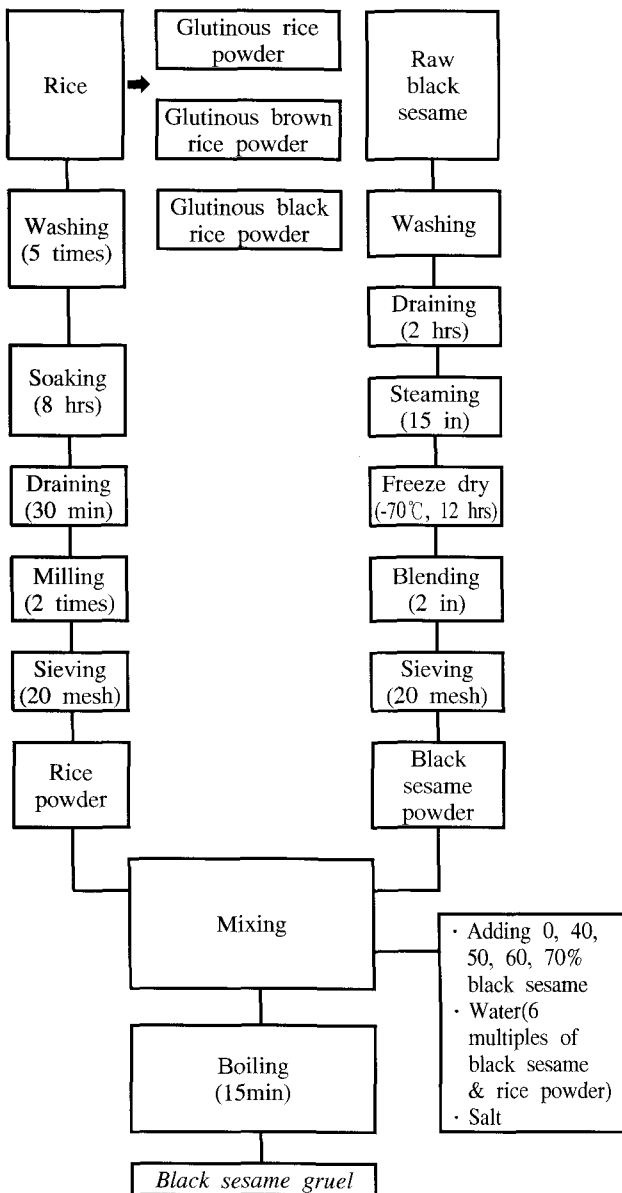 Rice
Glutinous rice
powder
Glutinous brown
rice powder
Glutinous black
rice powder
Raw
black
sesame
Washing
(5 times)
Soaking
(8 hrs)
Draining
(30 min)
Milling
(2 times)
Sieving
(20 mesh)
Rice
powder
Washing
Draining
(2 hrs)
Steaming
(15 in)
Freeze dry
(-70℃, 12 hrs)
Blending
(2 in)
Sieving
(20 mesh)
Black
sesame
powder
Mixing
· Adding 0, 40,
50, 60, 70%
black sesame
· Water(6
multiples of
black sesame
& rice powder)
· Salt
Boiling
(15min)
Black sesame gruel